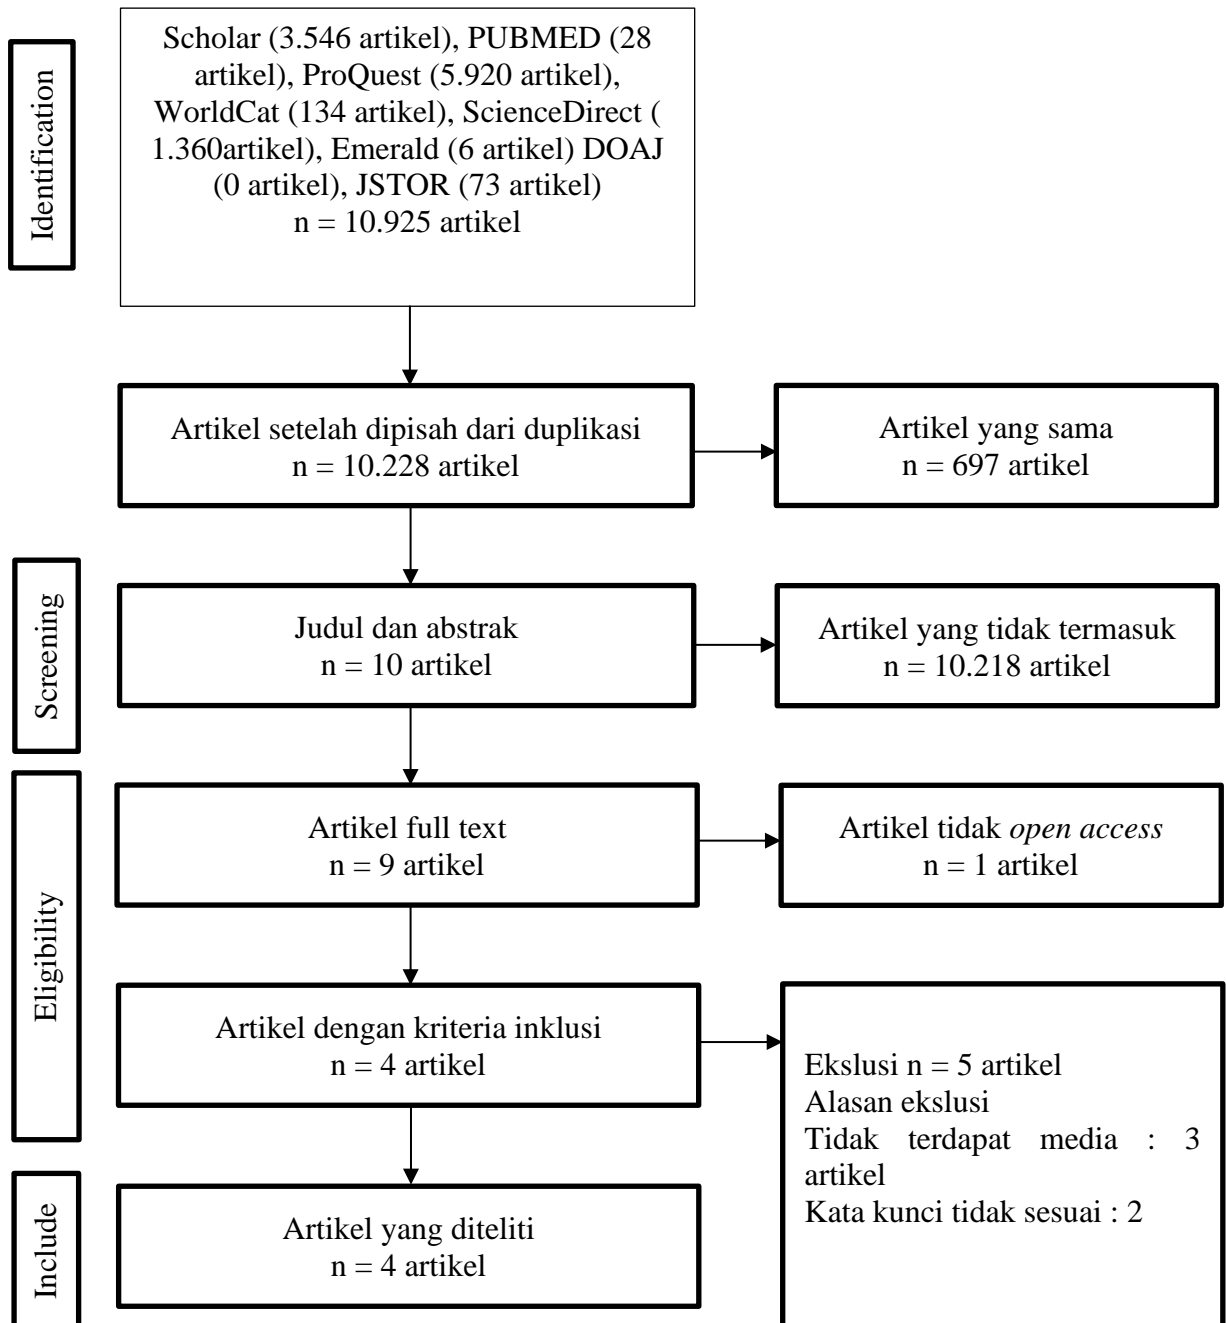 Identification
Scholar (3.546 artikel), PUBMED (28
artikel), ProQuest (5.920 artikel),
WorldCat (134 artikel), ScienceDirect (
1.360artikel), Emerald (6 artikel) DOAJ
(0 artikel), JSTOR (73 artikel)
n = 10.925 artikel
Artikel setelah dipisah dari duplikasi
n = 10.228 artikel
Artikel yang sama
n = 697 artikel
Screening
Judul dan abstrak
n = 10 artikel
Artikel yang tidak termasuk
n = 10.218 artikel
Eligibility
Artikel full text
n = 9 artikel
Artikel tidak open access
n = 1 artikel
Artikel dengan kriteria inklusi
n = 4 artikel
Ekslusi n = 5 artikel
Alasan ekslusi
Tidak terdapat media : 3
artikel
Kata kunci tidak sesuai : 2
Include
Artikel yang diteliti
n = 4 artikel